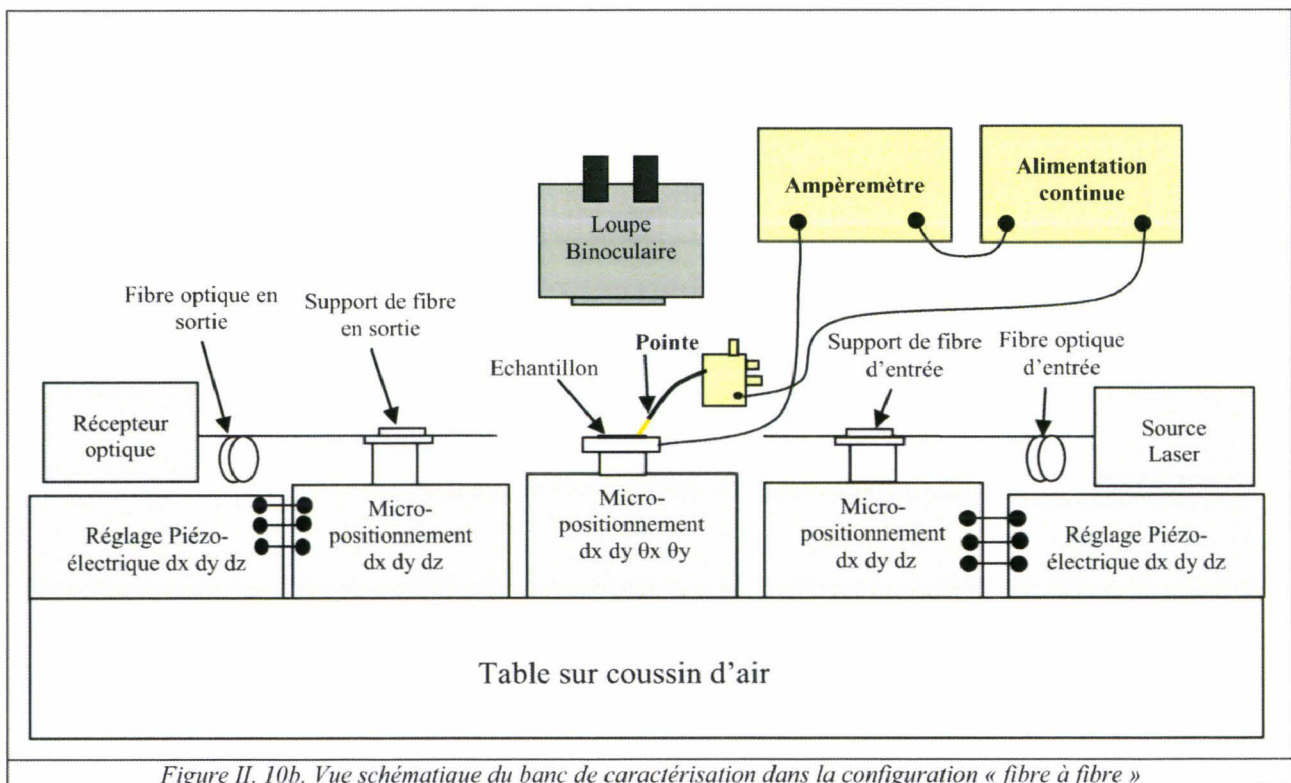 Ampèremètre
Alimentation
continue
Loupe
Binoculaire
Fibre optique en
sortie
Support de fibre
en sortie
Pointe
Echantillon
Support de fibre
d'entrée
Fibre optique
d'entrée
Récepteur
optique
Source
Laser
Réglage Piézo-
électrique dx dy dz
Micro-
positionnement
dx dy dz
Micro-
positionnement
dx dy θx θy
Micro-
positionnement
dx dy dz
Réglage Piézo-
électrique dx dy dz
Table sur coussin d'air
Figure II. 10b. Vue schématique du banc de caractérisation dans la configuration « fibre à fibre »